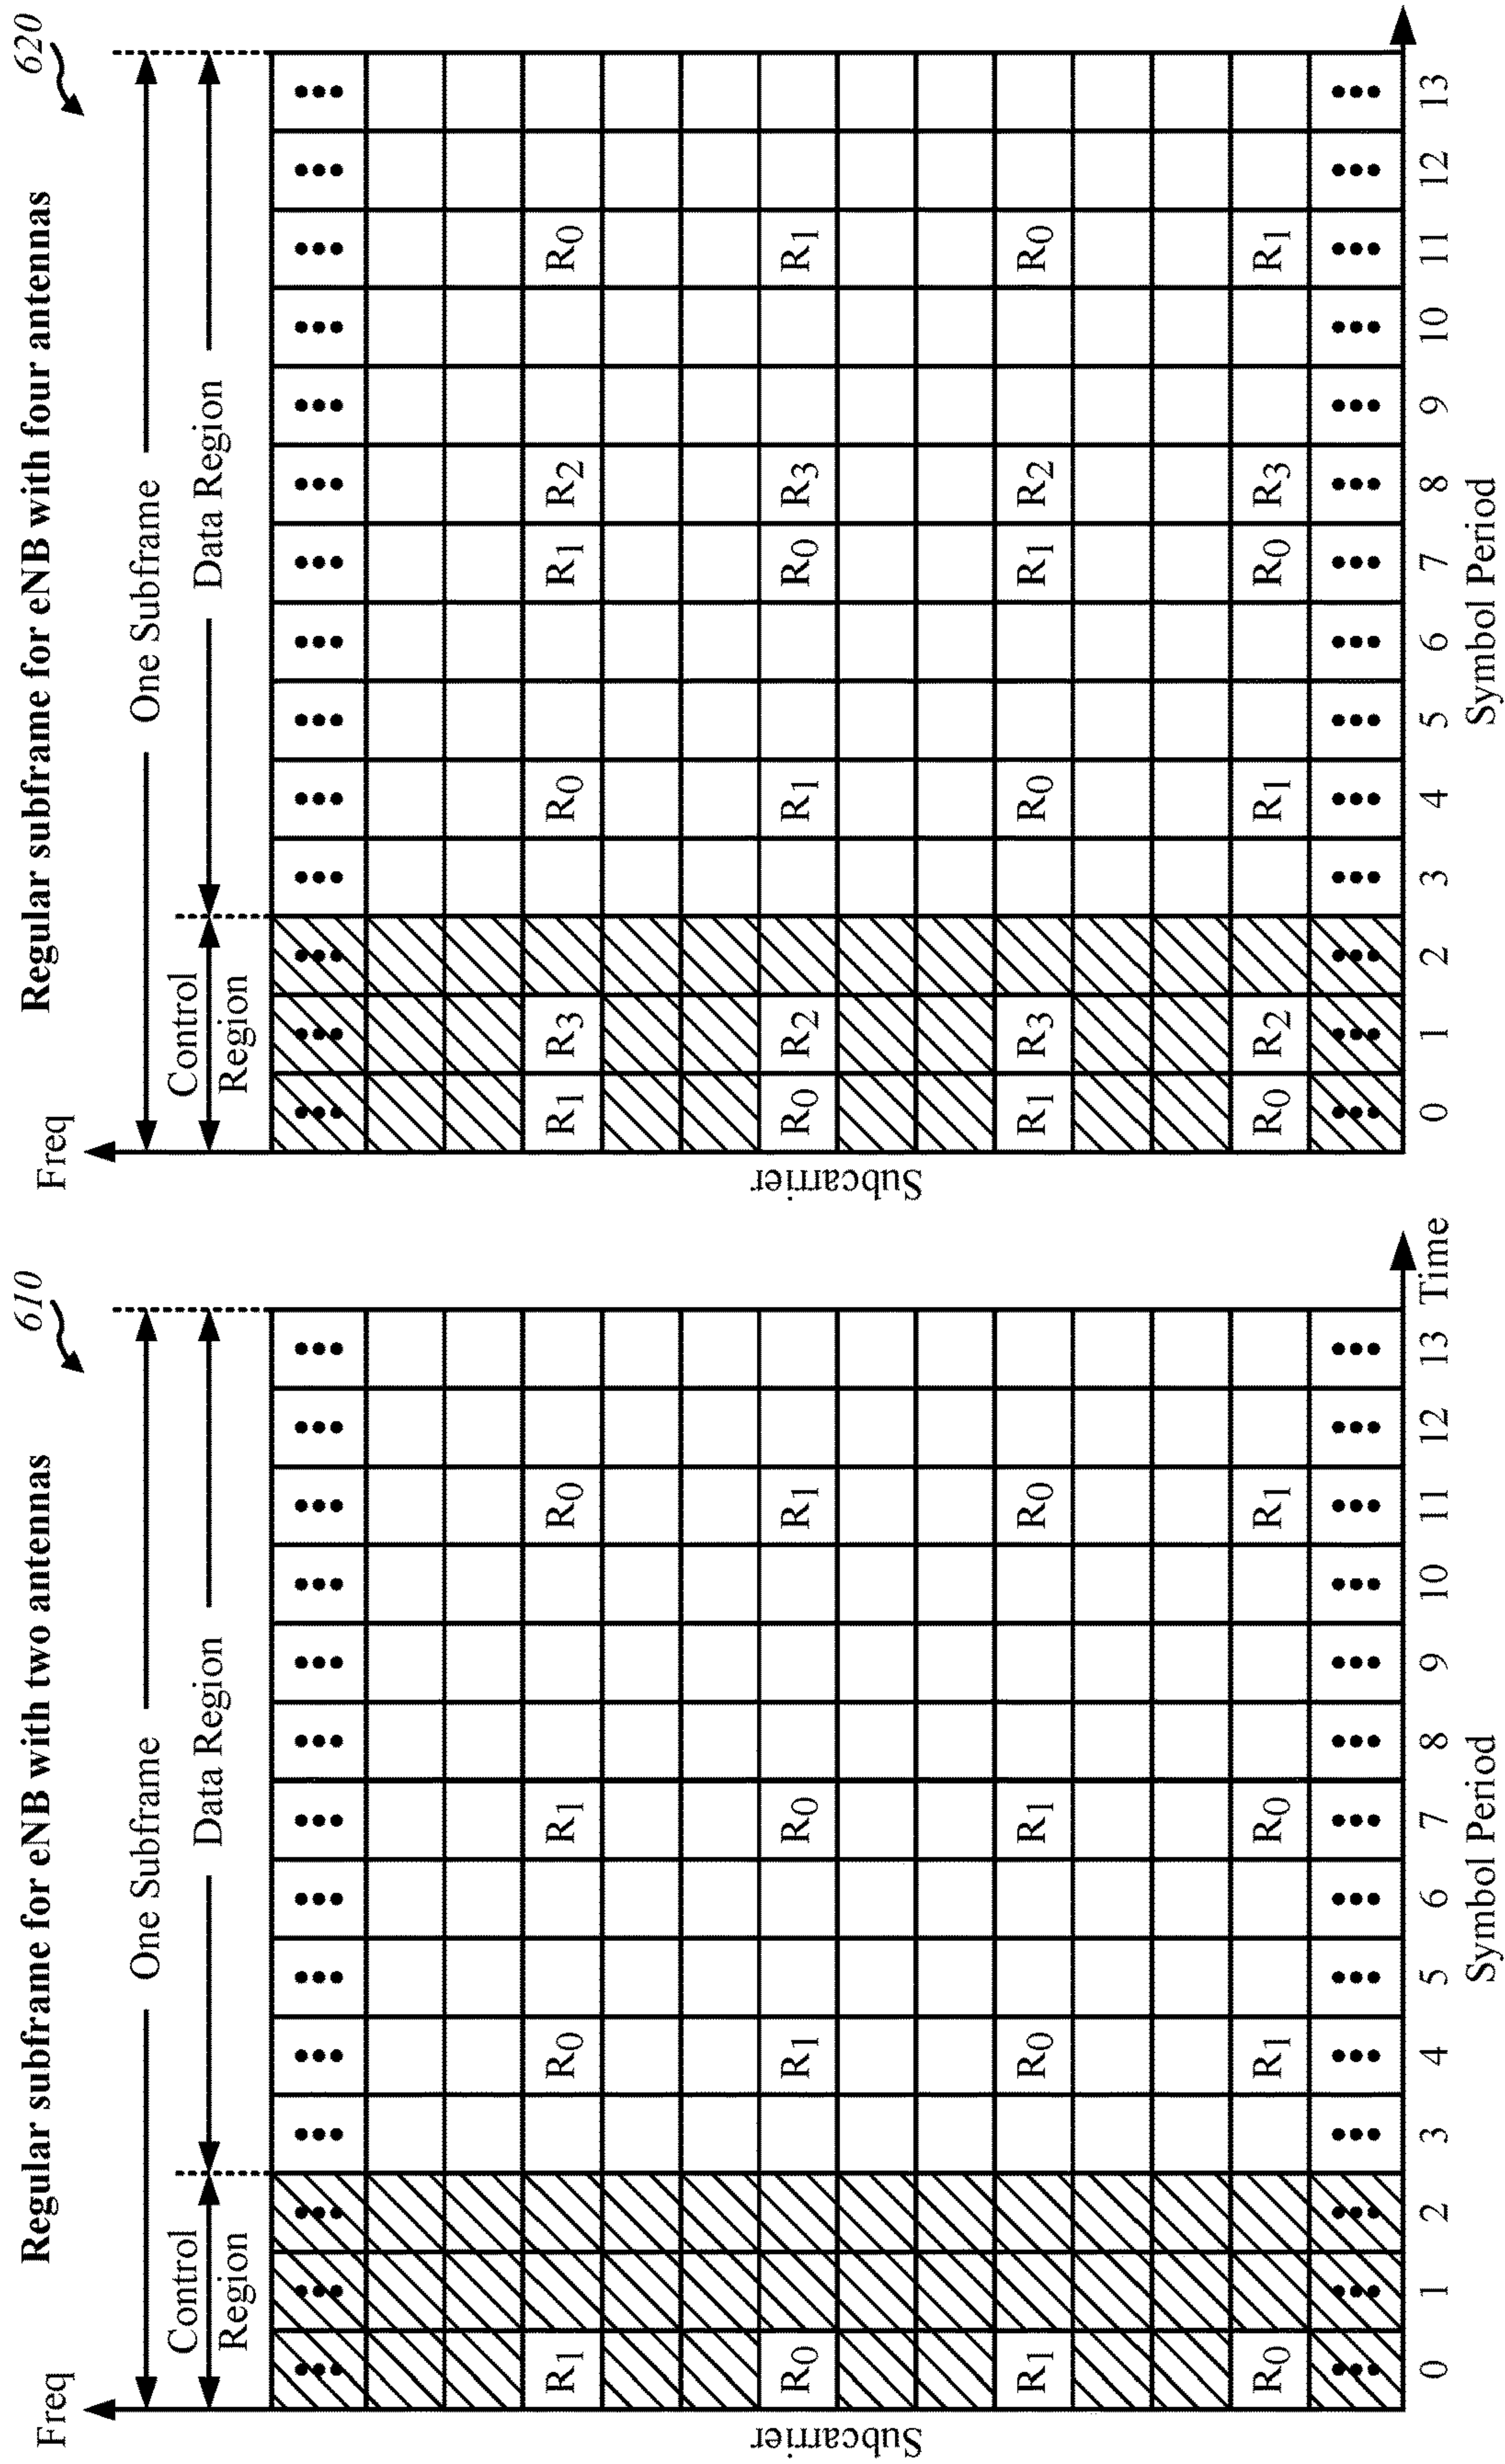 Regular subframe for eNB with two antennas
610
Freq
One Subframe
Control
Region
Data Region
R1 R0 R1 R0
R0 R1 R0 R1
R1 R0 R1 R0
R0 R1 R0 R1
Subcarrier
0 1 2 3 4 5 6 7 8 9 10 11 12 13
Time
Symbol Period
Regular subframe for eNB with four antennas
620
Freq
One Subframe
Control
Region
Data Region
R1 R3 R0 R1 R2 R0
R0 R2 R1 R0 R3 R1
R1 R3 R0 R1 R2 R0
R0 R2 R1 R0 R3 R1
Subcarrier
0 1 2 3 4 5 6 7 8 9 10 11 12 13
Symbol Period